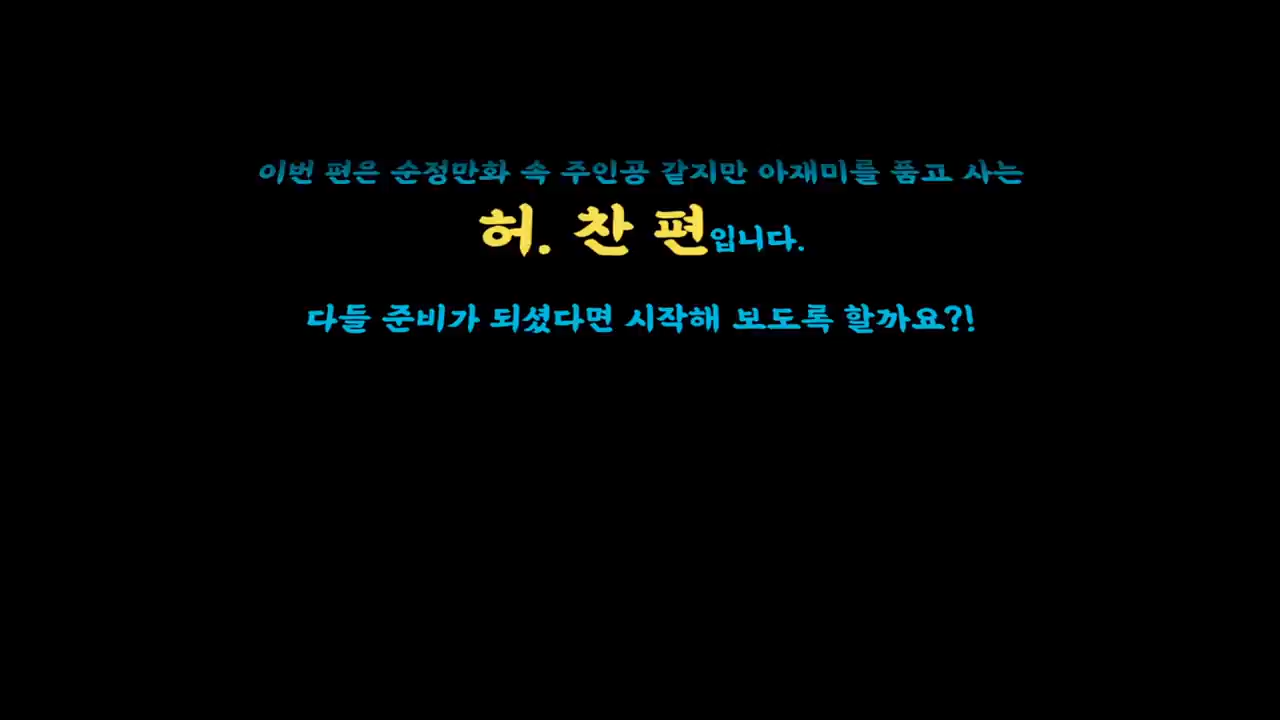 이번 편은 순정만화 속 주인공 같지만 아재미를 품고 사는
허. 찬 편입니다.
다들 준비가 되셨다면 시작해 보도록 할까요?!